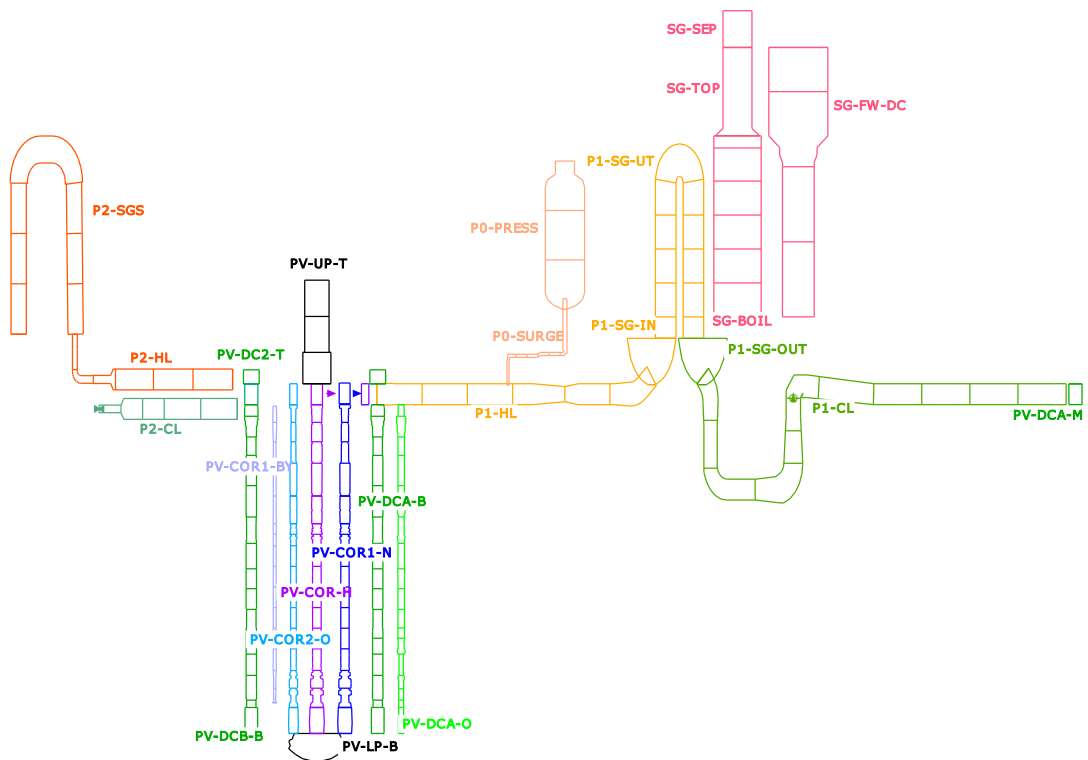 SG-SEP
SG-TOP
SG-FW-DC
P1-SG-UT
P2-SGS
P0-PRESS
PV-UP-T
SG-BOIL
P1-SG-IN
P0-SURGE
P1-SG-OUT
PV-DC2-T
P2-HL
P1-CL
P1-HL
PV-DCA-M
P2-CL
PV-COR1-BY
PV-DCA-B
PV-COR1-N
PV-COR-H
PV-COR2-O
PV-DCA-O
PV-DCB-B
PV-LP-B